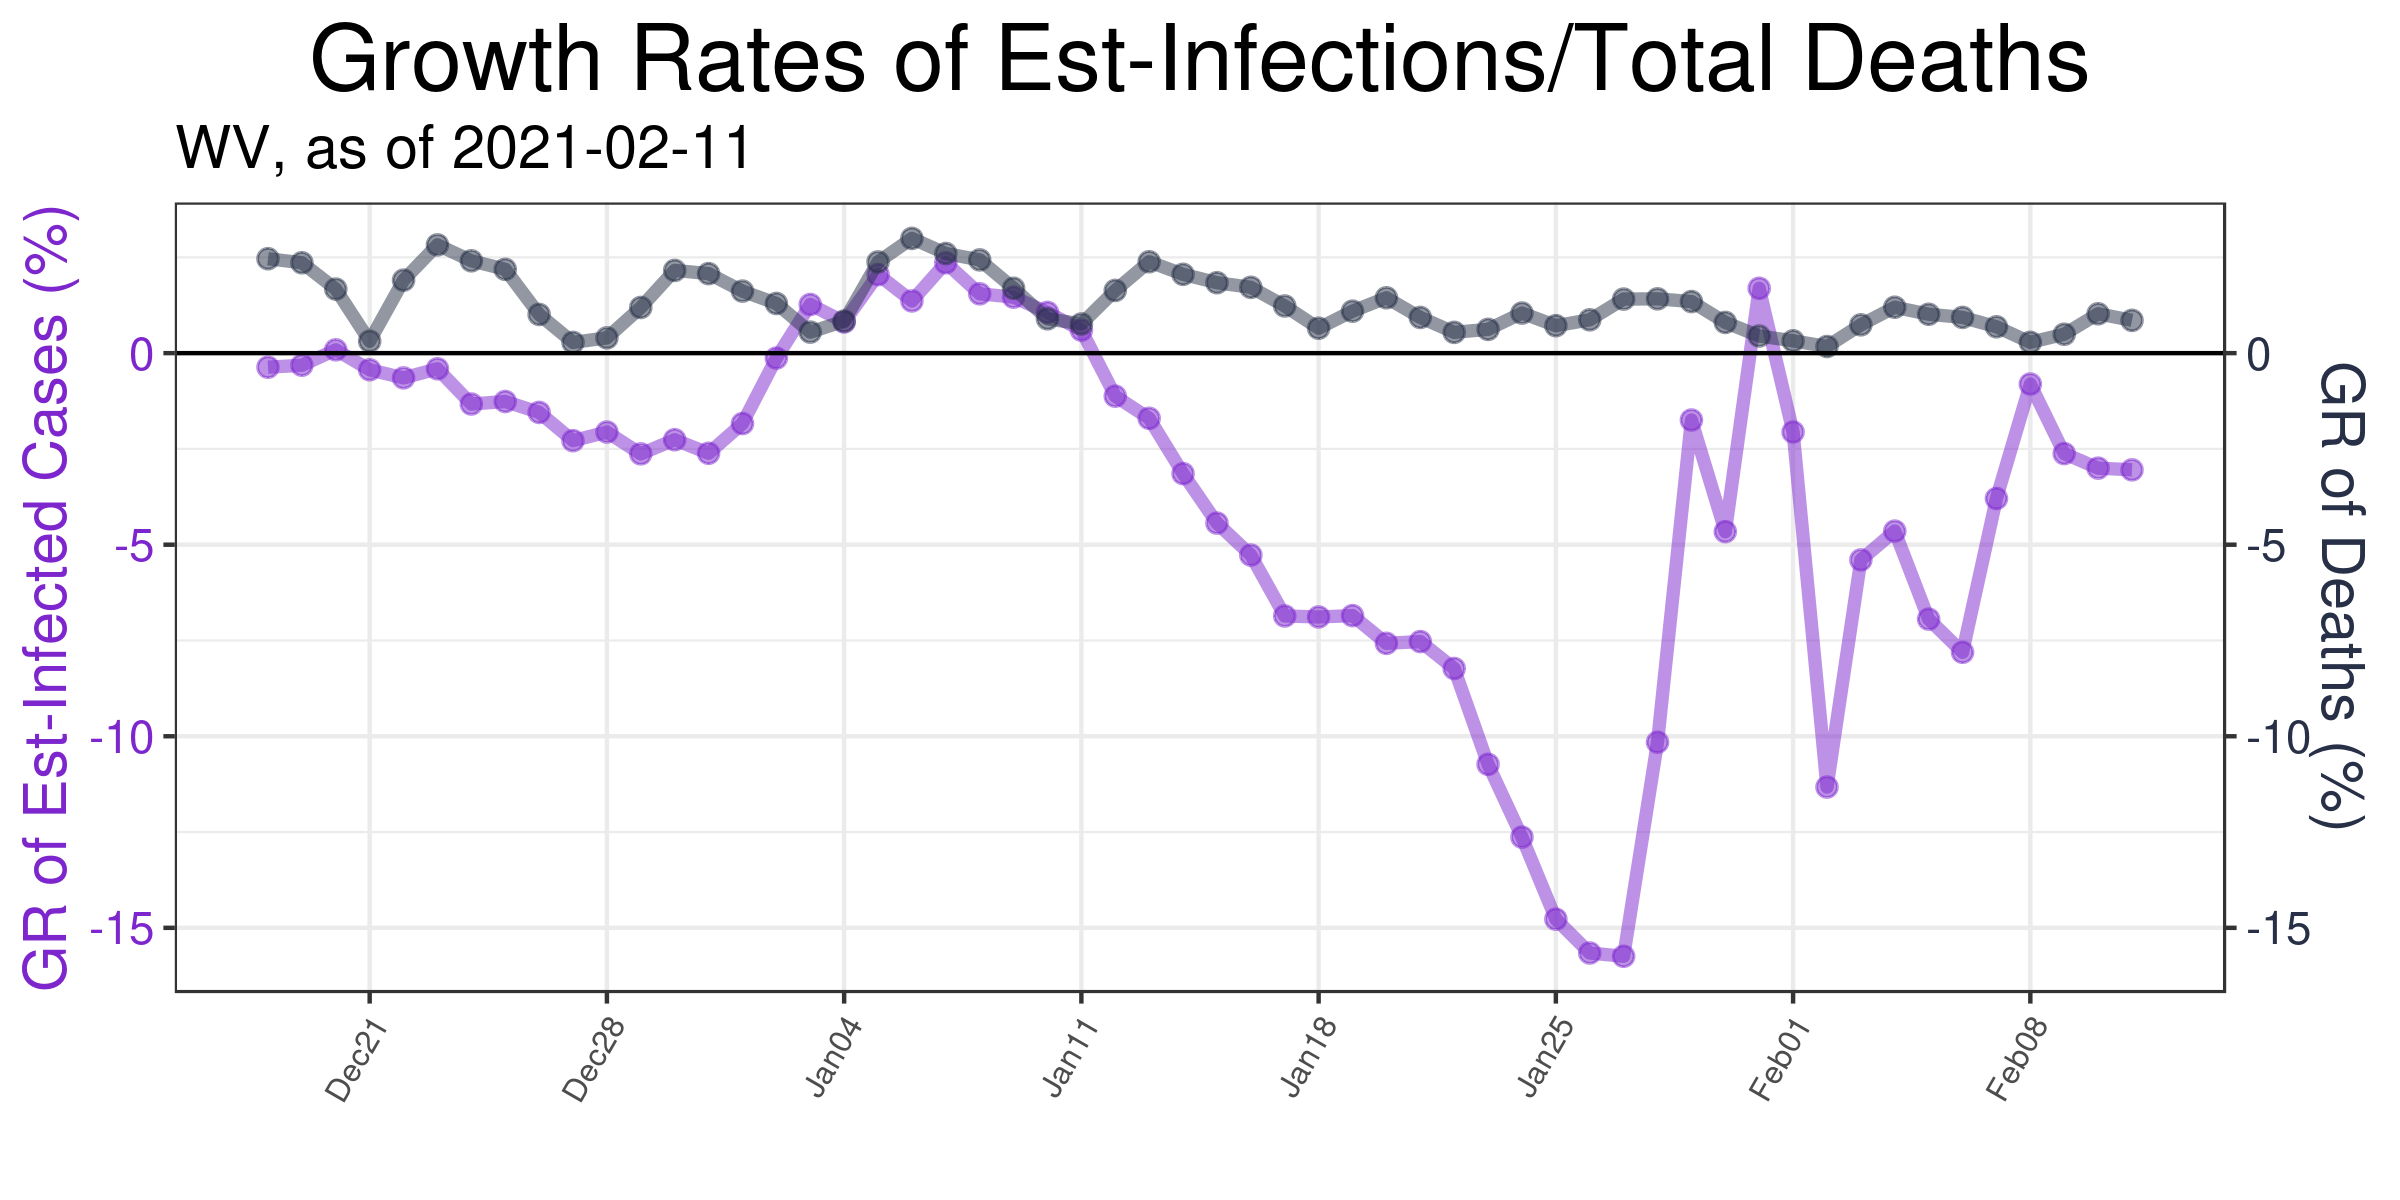 Growth Rates of Est-Infections/Total Deaths
WV, as of 2021-02-11
GR of Est-Infected Cases (%)
0
-5
-10
-15
0
-5
-10
-15
GR of Deaths (%)
Dec21
Dec28
Jan04
Jan11
Jan18
Jan25
Feb01
Feb08